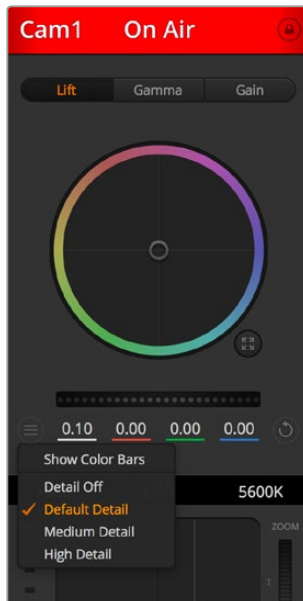 Cam1 On Air
Lift Gamma Gain
0.10 0.00 0.00 0.00
Show Color Bars
Detail Off
5600K
Default Detail
Medium Detail
ZOOM
High Detail
T